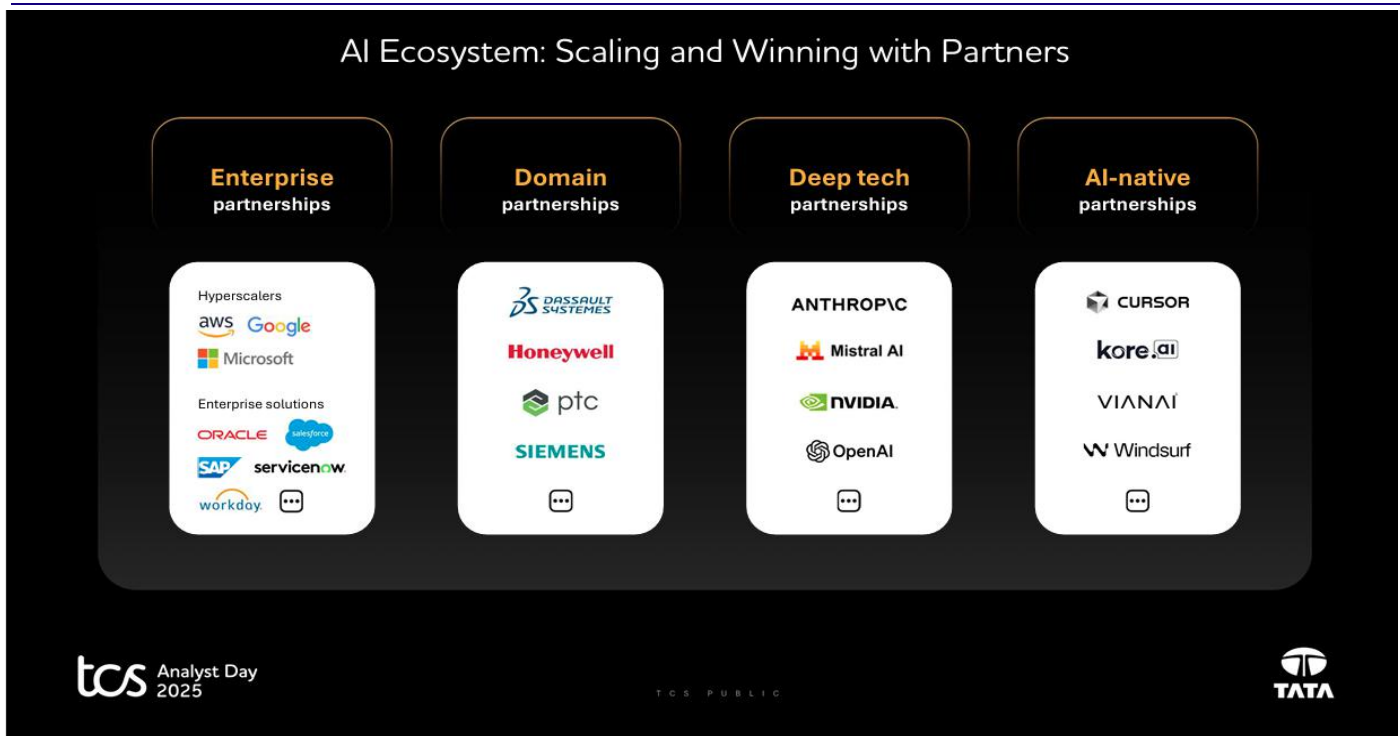 AI Ecosystem: Scaling and Winning with Partners
Enterprise
partnerships
Hyperscalers
aws Google
Microsoft
Enterprise solutions
ORACLE salesforce
SAP servicenow.
workday.
Domain
partnerships
DASSAULT
SYSTEMES
Honeywell
ptc
SIEMENS
Deep tech
partnerships
ANTHROP\C
Mistral AI
NVIDIA.
OpenAI
AI-native
partnerships
CURSOR
kore.ai
VIANAI
Windsurf
tcs Analyst Day
2025
TCS PUBLIC
TATA